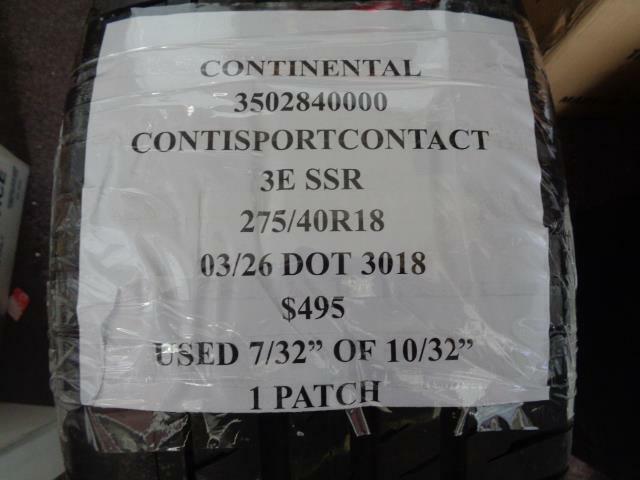 CONTINENTAL
3502840000
CONTISPORTCONTACT
3E SSR
275/40R18
03/26 DOT 3018
$495
USED 7/32” OF 10/32”
1 PATCH